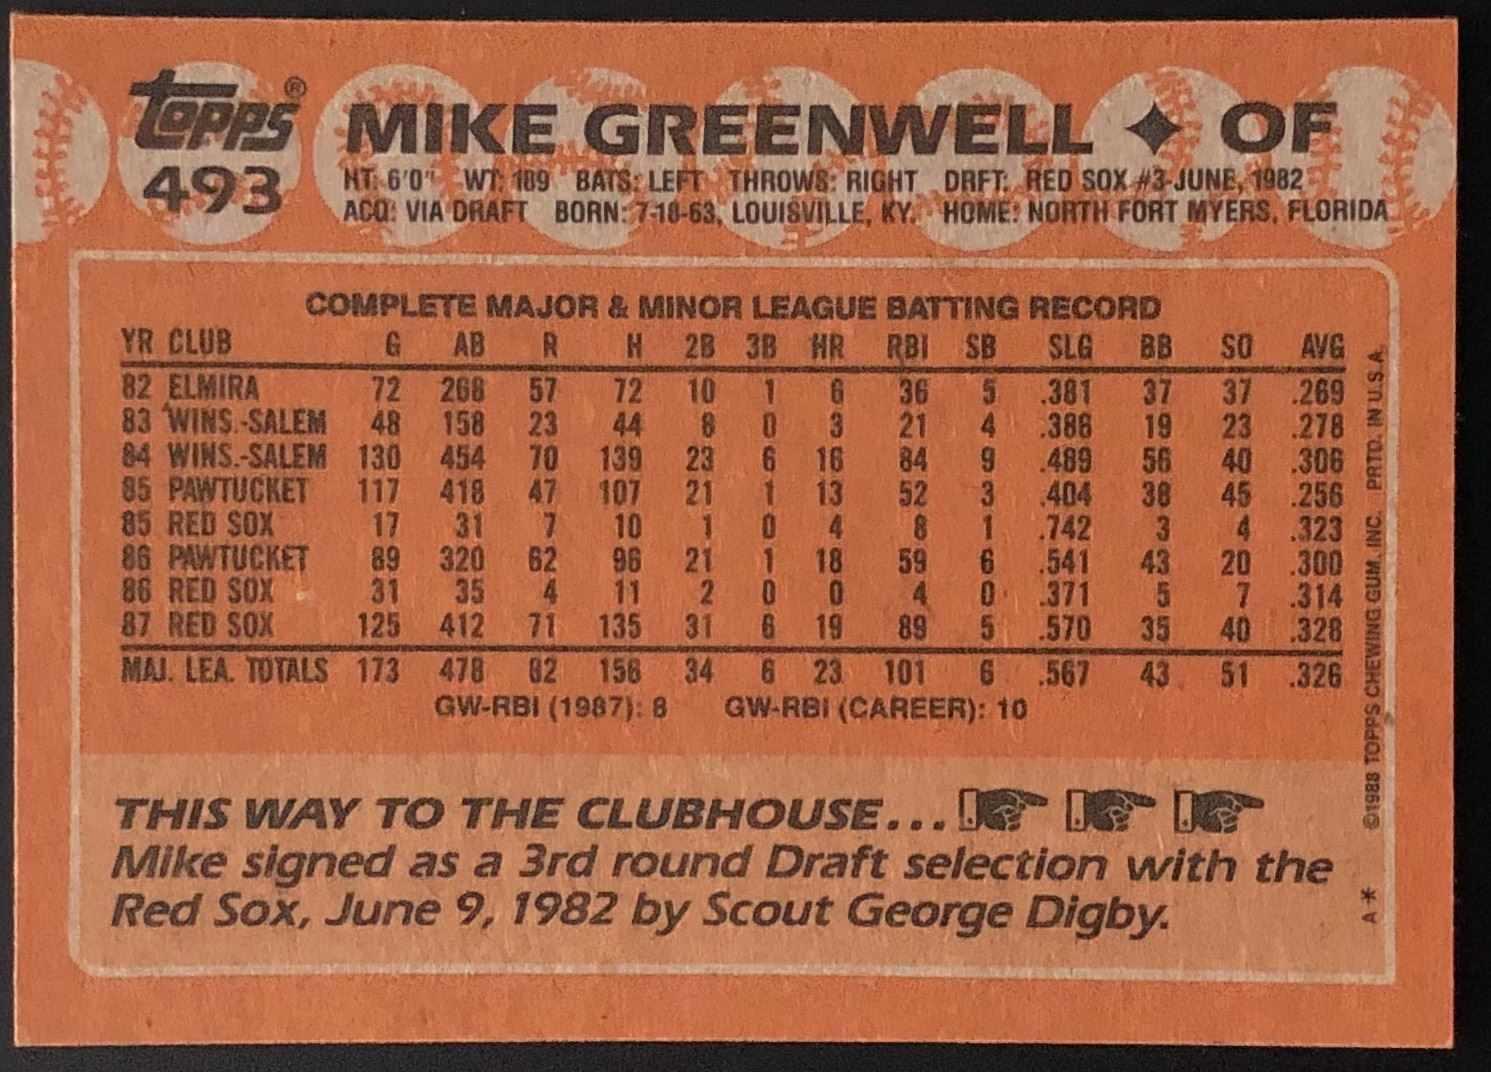 topps® MIKE GREENWELL ✦ OF
493
HT: 6'0" WT: 189 BATS: LEFT THROWS: RIGHT DRFT: RED SOX #3-JUNE, 1982
ACQ: VIA DRAFT BORN: 7-18-63, LOUISVILLE, KY. HOME: NORTH FORT MYERS, FLORIDA
COMPLETE MAJOR & MINOR LEAGUE BATTING RECORD
YR CLUB G AB R H 2B 3B HR RBI SB SLG BB SO AVG
82 ELMIRA 72 268 57 72 10 1 6 36 5 .381 37 37 .269
83 WINS.-SALEM 48 158 23 44 8 0 3 21 4 .386 19 23 .278
84 WINS.-SALEM 130 454 70 139 23 6 16 84 9 .489 56 40 .306
85 PAWTUCKET 117 418 47 107 21 1 13 52 3 .404 38 45 .256
85 RED SOX 17 31 7 10 1 0 4 8 1 .742 3 4 .323
86 PAWTUCKET 89 320 62 96 21 1 18 59 6 .541 43 20 .300
86 RED SOX 31 35 4 11 2 0 0 4 0 .371 5 7 .314
87 RED SOX 125 412 71 135 31 6 19 89 5 .570 35 40 .328
MAJ. LEA. TOTALS 173 478 82 156 34 6 23 101 6 .567 43 51 .326
GW-RBI (1987): 8 GW-RBI (CAREER): 10
THIS WAY TO THE CLUBHOUSE...
Mike signed as a 3rd round Draft selection with the
Red Sox, June 9, 1982 by Scout George Digby.
A* ©1988 TOPPS CHEWING GUM, INC. PRTD. IN U.S.A.